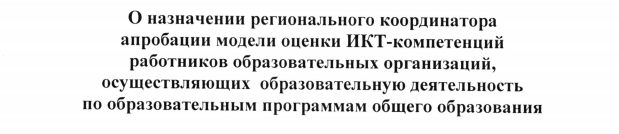 О назначении регионального координатора
апробации модели оценки ИКТ-компетенций
работников образовательных организаций,
осуществляющих образовательную деятельность
по образовательным программам общего образования